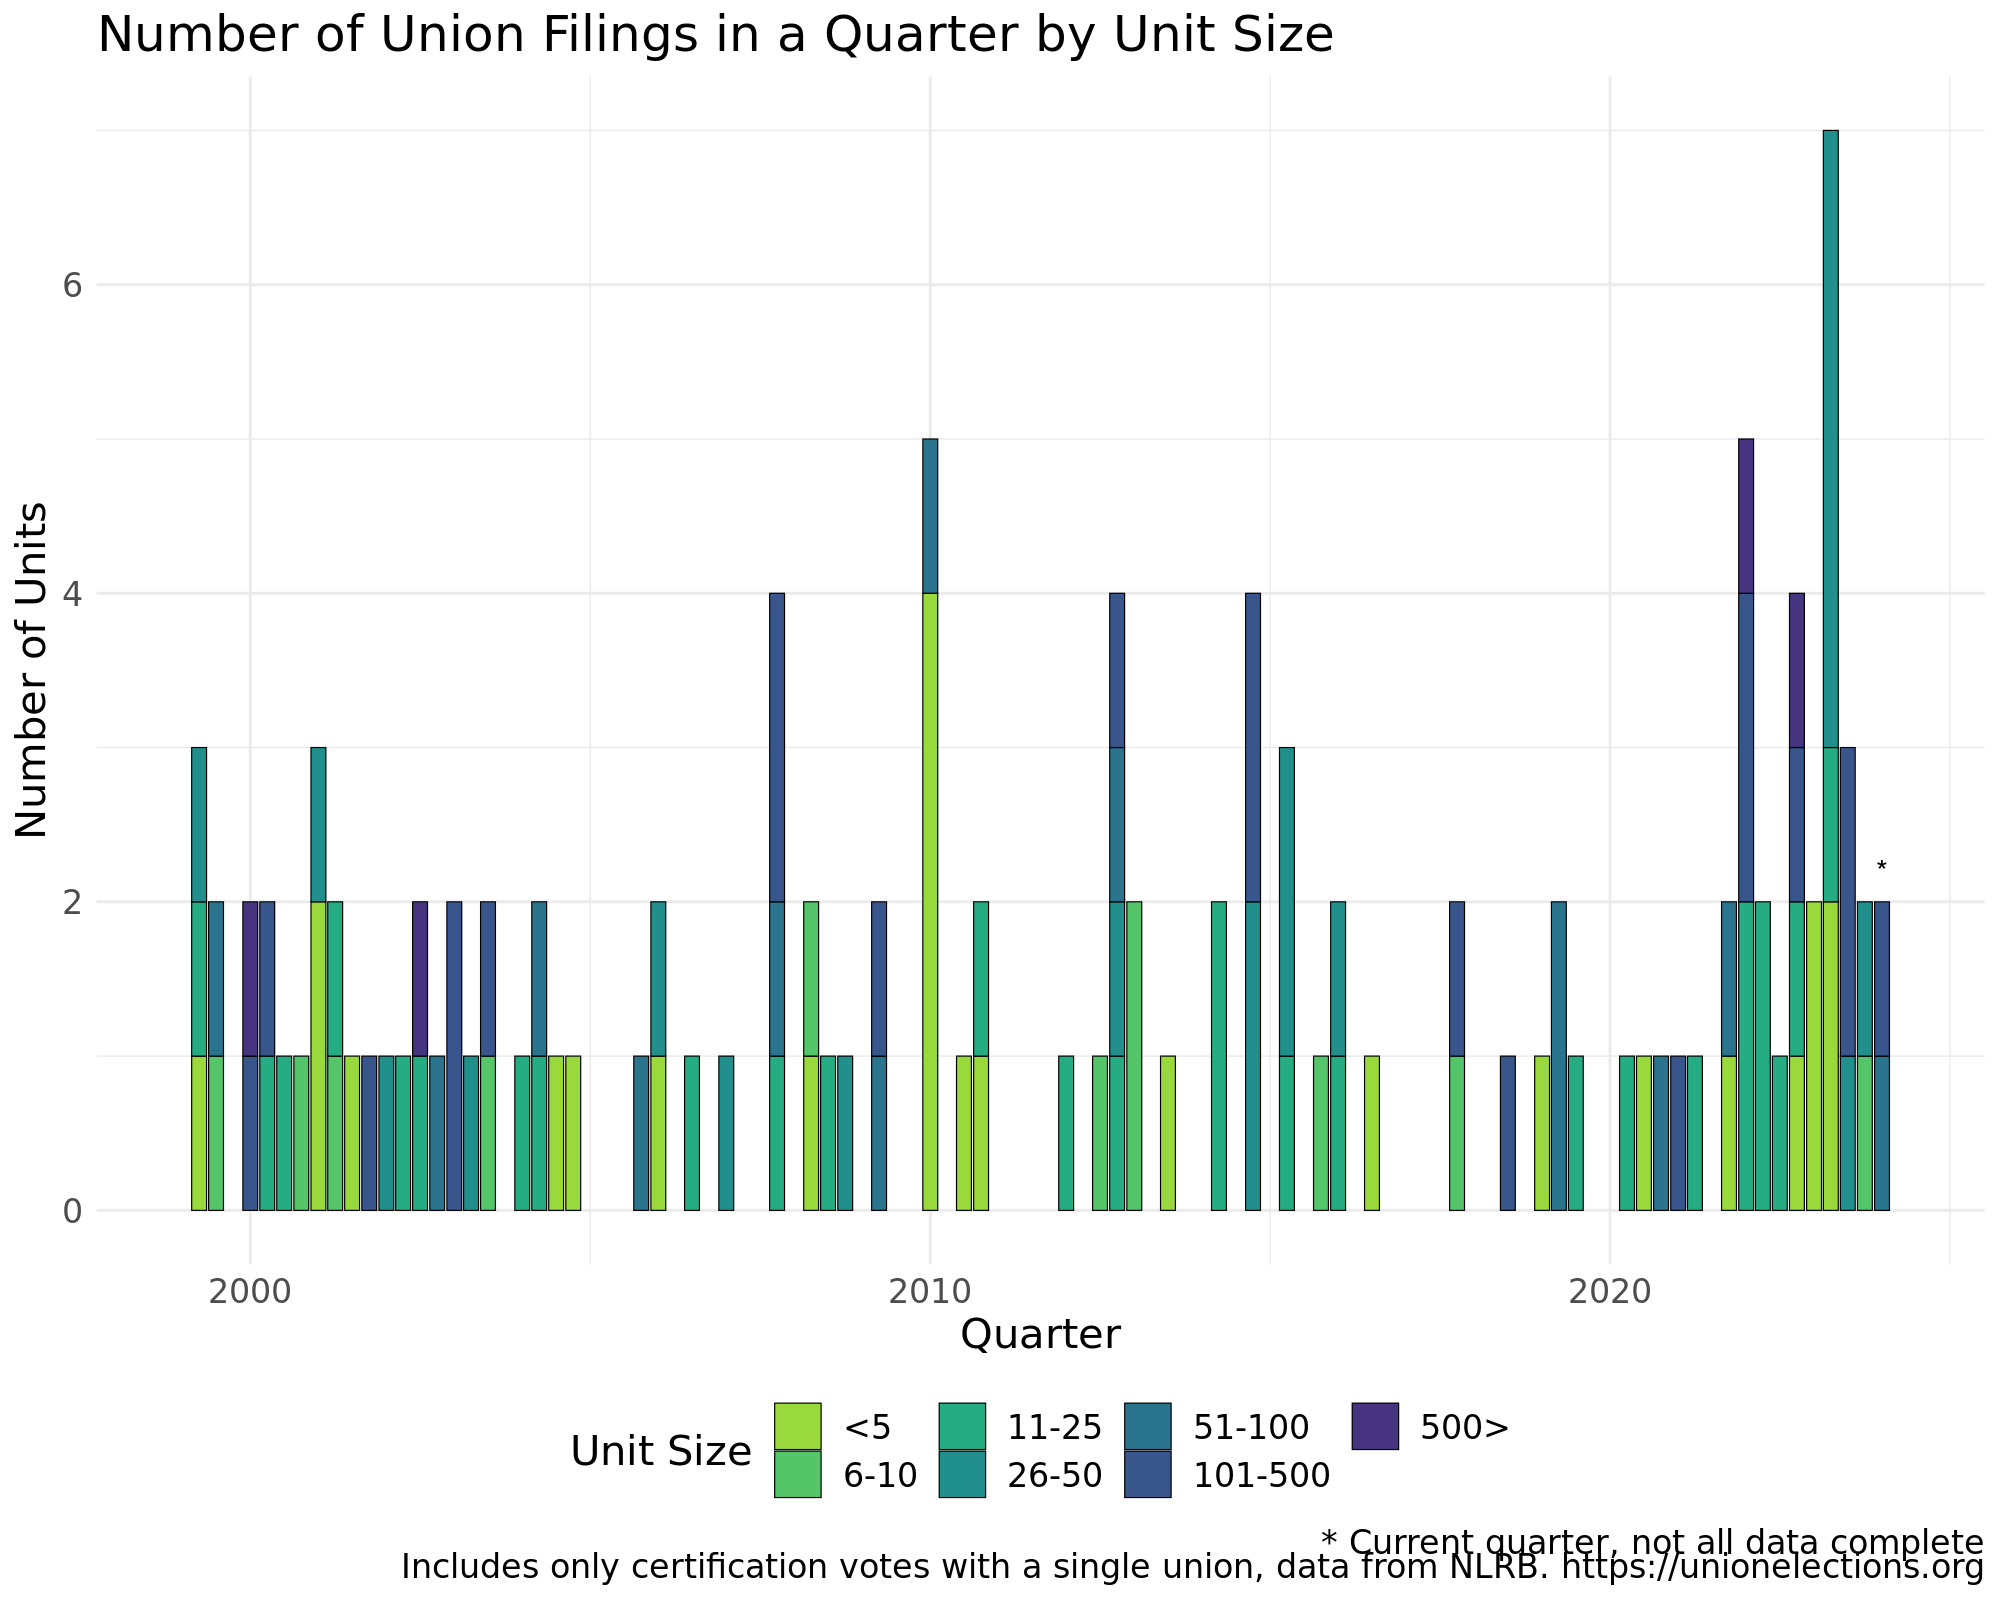 Number of Union Filings in a Quarter by Unit Size
Number of Units
6
4
2
0
*
2000 2010 2020
Quarter
Unit Size
<5 11-25 51-100 500>
6-10 26-50 101-500
* Current quarter, not all data complete
Includes only certification votes with a single union, data from NLRB. https://unionelections.org